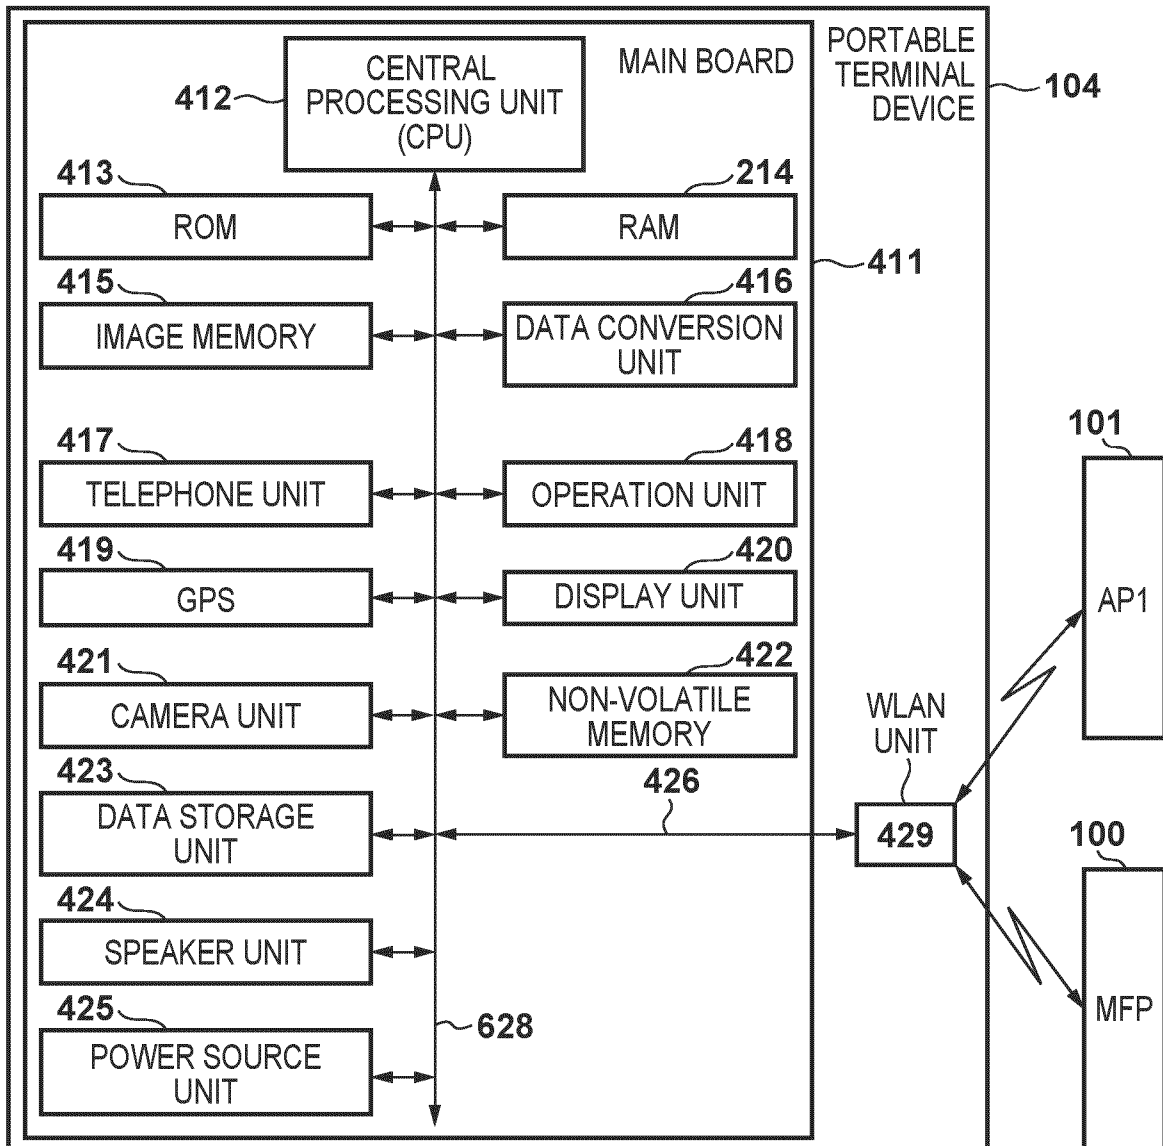 PORTABLE
TERMINAL
DEVICE
104
MAIN BOARD
412
CENTRAL
PROCESSING UNIT
(CPU)
413
ROM
214
RAM
411
415
IMAGE MEMORY
416
DATA CONVERSION
UNIT
417
TELEPHONE UNIT
418
OPERATION UNIT
101
AP1
419
GPS
420
DISPLAY UNIT
421
CAMERA UNIT
422
NON-VOLATILE
MEMORY
WLAN
UNIT
429
423
DATA STORAGE
UNIT
426
100
MFP
424
SPEAKER UNIT
425
POWER SOURCE
UNIT
628